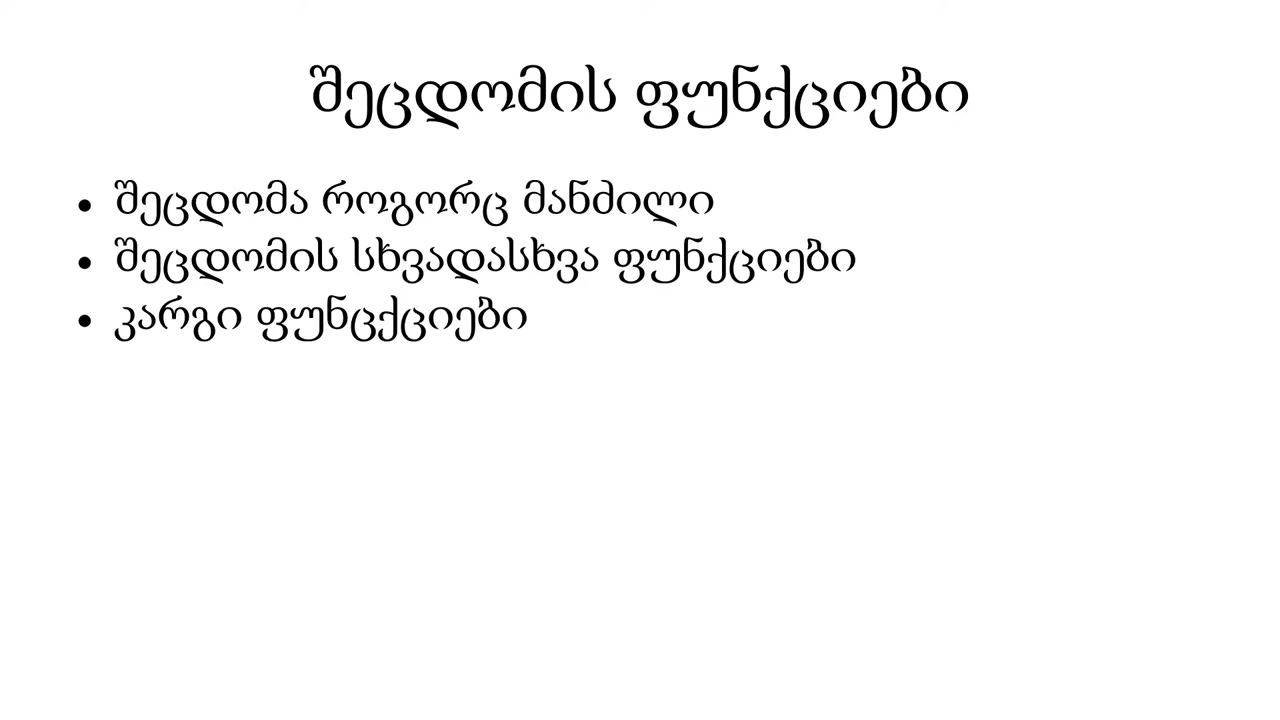 შეცდომის ფუნქციები
• შეცდომა როგორც მანძილი
• შეცდომის სხვადასხვა ფუნქციები
• კარგი ფუნცქციები